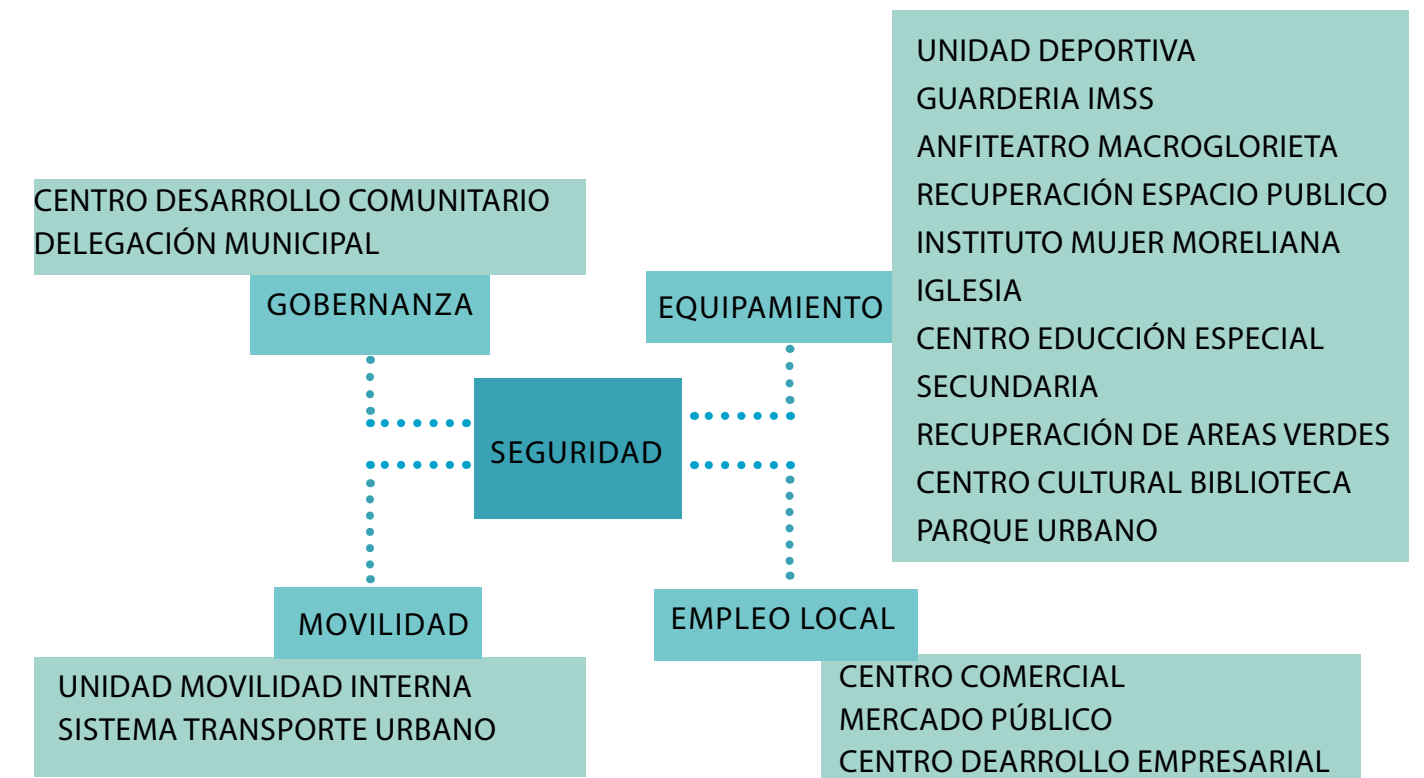 CENTRO DESARROLLO COMUNITARIO
DELEGACIÓN MUNICIPAL
GOBERNANZA
EQUIPAMIENTO
UNIDAD DEPORTIVA
GUARDERIA IMSS
ANFITEATRO MACROGLORIETA
RECUPERACIÓN ESPACIO PUBLICO
INSTITUTO MUJER MORELIANA
IGLESIA
CENTRO EDUCCIÓN ESPECIAL
SECUNDARIA
RECUPERACIÓN DE AREAS VERDES
CENTRO CULTURAL BIBLIOTECA
PARQUE URBANO
SEGURIDAD
MOVILIDAD
UNIDAD MOVILIDAD INTERNA
SISTEMA TRANSPORTE URBANO
EMPLEO LOCAL
CENTRO COMERCIAL
MERCADO PÚBLICO
CENTRO DEARROLLO EMPRESARIAL